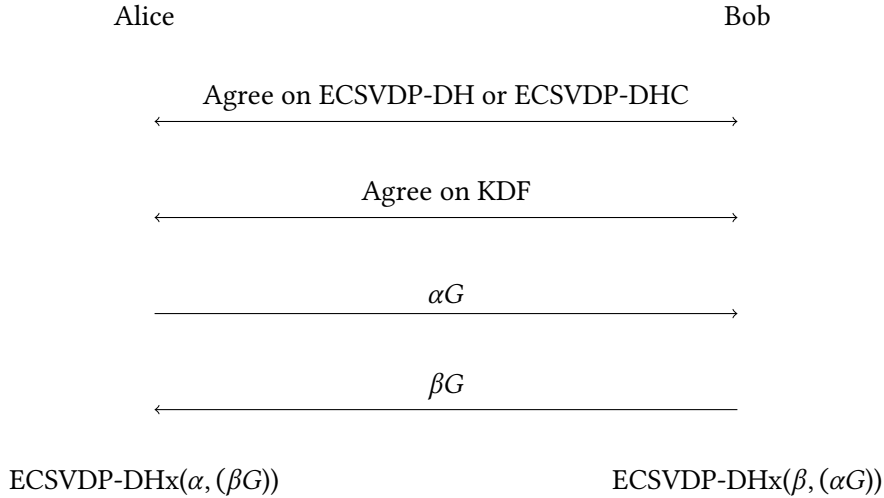 Alice Bob
Agree on ECSVDP-DH or ECSVDP-DHC
Agree on KDF
αG
βG
ECSVDP-DHx(α, (βG)) ECSVDP-DHx(β, (αG))